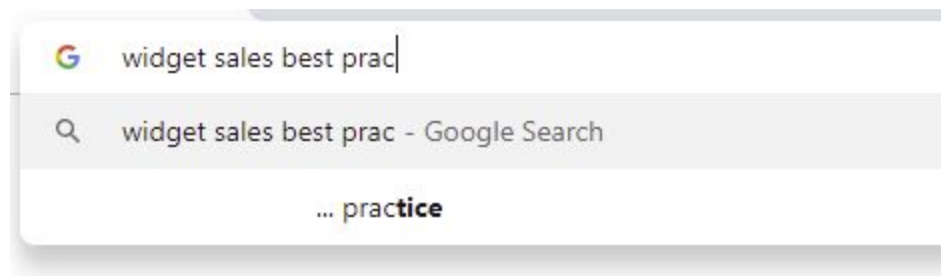 widget sales best prac
widget sales best prac - Google Search
... practice